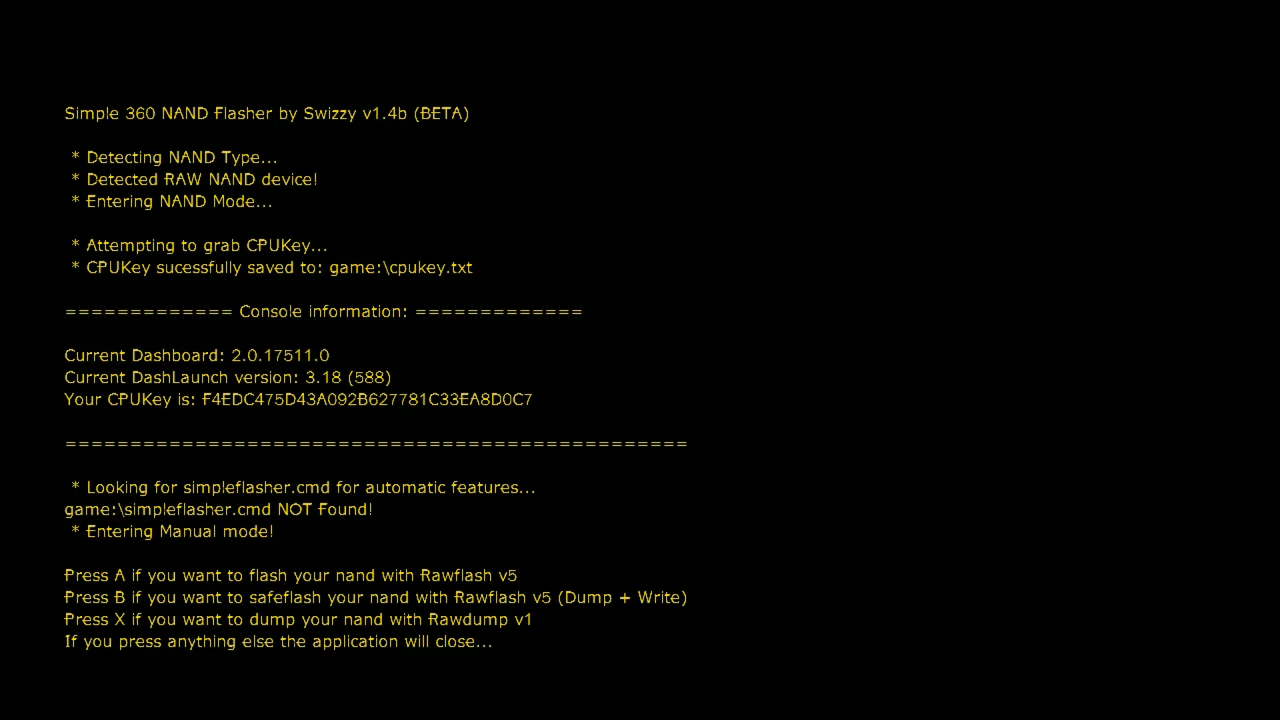 Simple 360 NAND Flasher by Swizzy v1.4b (BETA)
* Detecting NAND Type...
* Detected RAW NAND device!
* Entering NAND Mode...
* Attempting to grab CPUKey...
* CPUKey sucessfully saved to: game:\cpukey.txt
============= Console information: =============
Current Dashboard: 2.0.17511.0
Current DashLaunch version: 3.18 (588)
Your CPUKey is: F4EDC475D43A092B627781C33EA8D0C7
================================================
* Looking for simpleflasher.cmd for automatic features...
game:\simpleflasher.cmd NOT Found!
* Entering Manual mode!
Press A if you want to flash your nand with Rawflash v5
Press B if you want to safeflash your nand with Rawflash v5 (Dump + Write)
Press X if you want to dump your nand with Rawdump v1
If you press anything else the application will close...